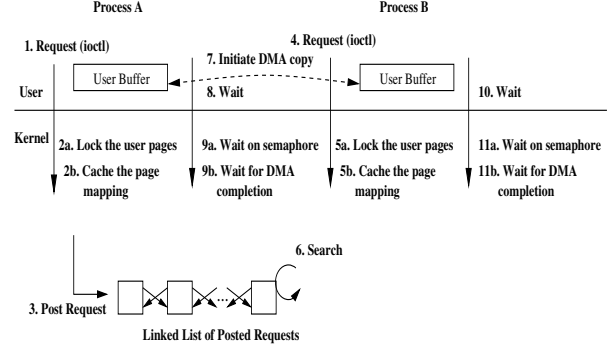 Process A
Process B
1. Request (ioctl)
4. Request (ioctl)
7. Initiate DMA copy
User Buffer
User Buffer
User
8. Wait
10. Wait
Kernel
2a. Lock the user pages
9a. Wait on semaphore
5a. Lock the user pages
11a. Wait on semaphore
2b. Cache the page
mapping
9b. Wait for DMA
completion
5b. Cache the page
mapping
11b. Wait for DMA
completion
6. Search
...
3. Post Request
Linked List of Posted Requests